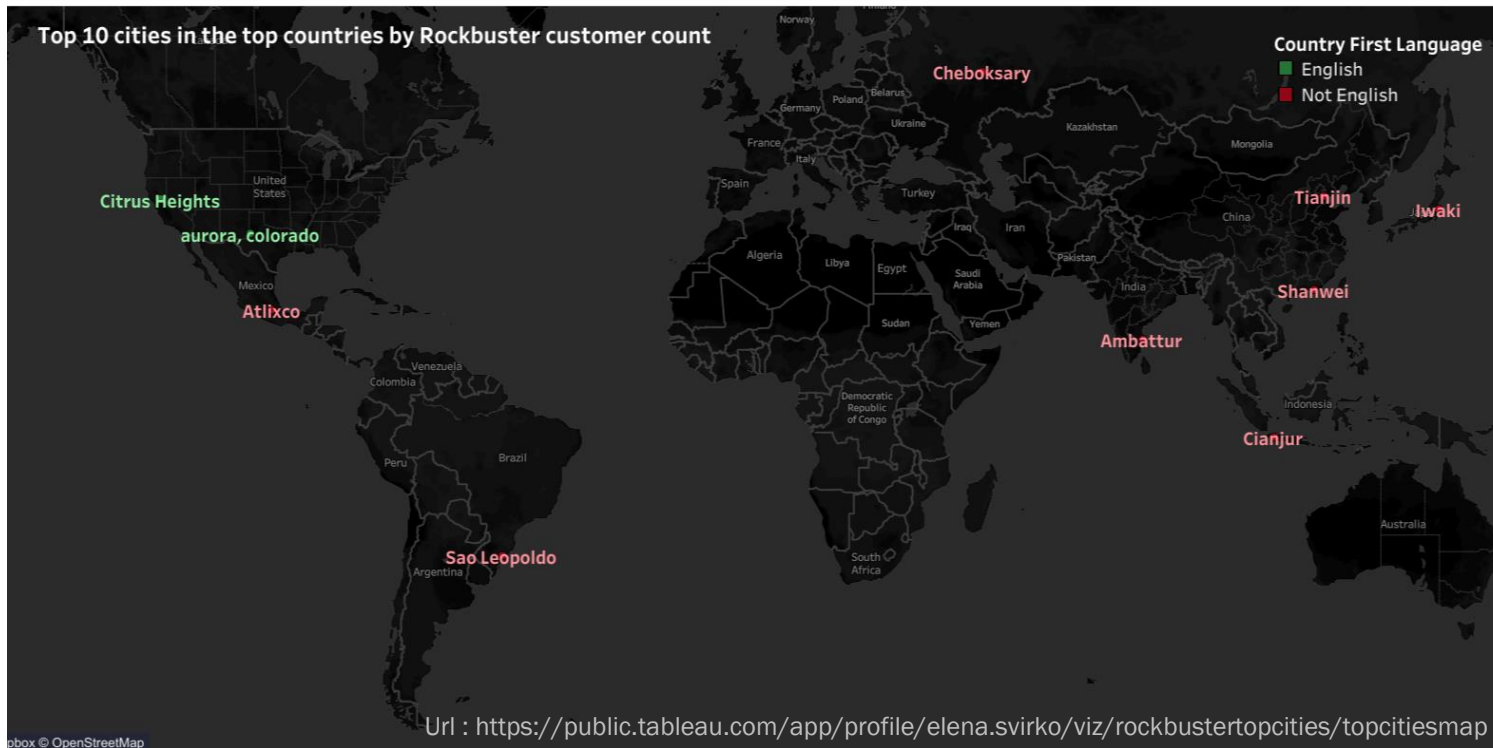 Top 10 cities in the top countries by Rockbuster customer count
Country First Language
English
Not English
Norway
Cheboksary
Belarus
Poland
Germany
Ukraine
Kazakhstan
France
Mongolia
Italy
United
States
Spain
Turkey
Citrus Heights
Tianjin
Iwaki
China
aurora, colorado
Iraq
Iran
Algeria
Libya
Egypt
Pakistan
Saudi
Arabia
Mexico
India
Shanwei
Atlixco
Sudan
Yemen
Ambattur
Venezuela
Colombia
Democratic
Republic
of Congo
Indonesia
Cianjur
Peru
Brazil
Australia
Sao Leopoldo
South
Africa
Argentina
Url : https://public.tableau.com/app/profile/elena.svirko/viz/rockbustertopcities/topcitiesmap
pbox © OpenStreetMap